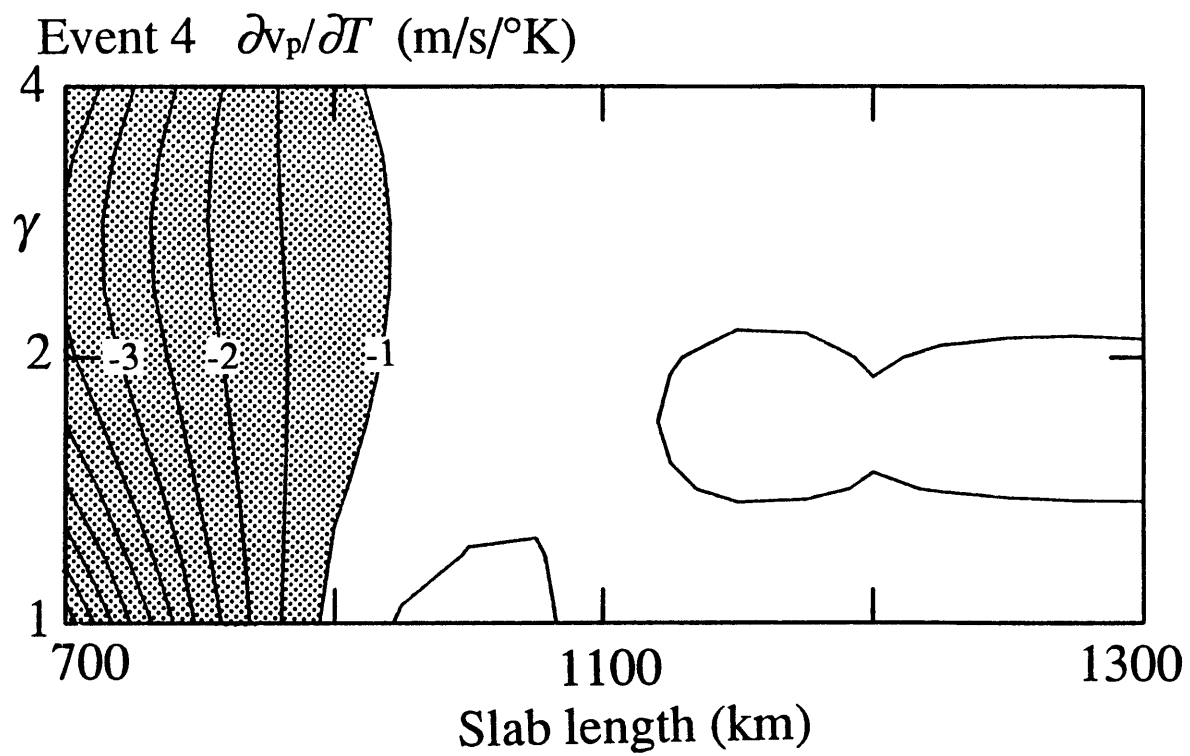 Event 4 ∂vₚ/∂T (m/s/°K)
4
γ
2 -3 -2 -1
1
700 1100 1300
Slab length (km)